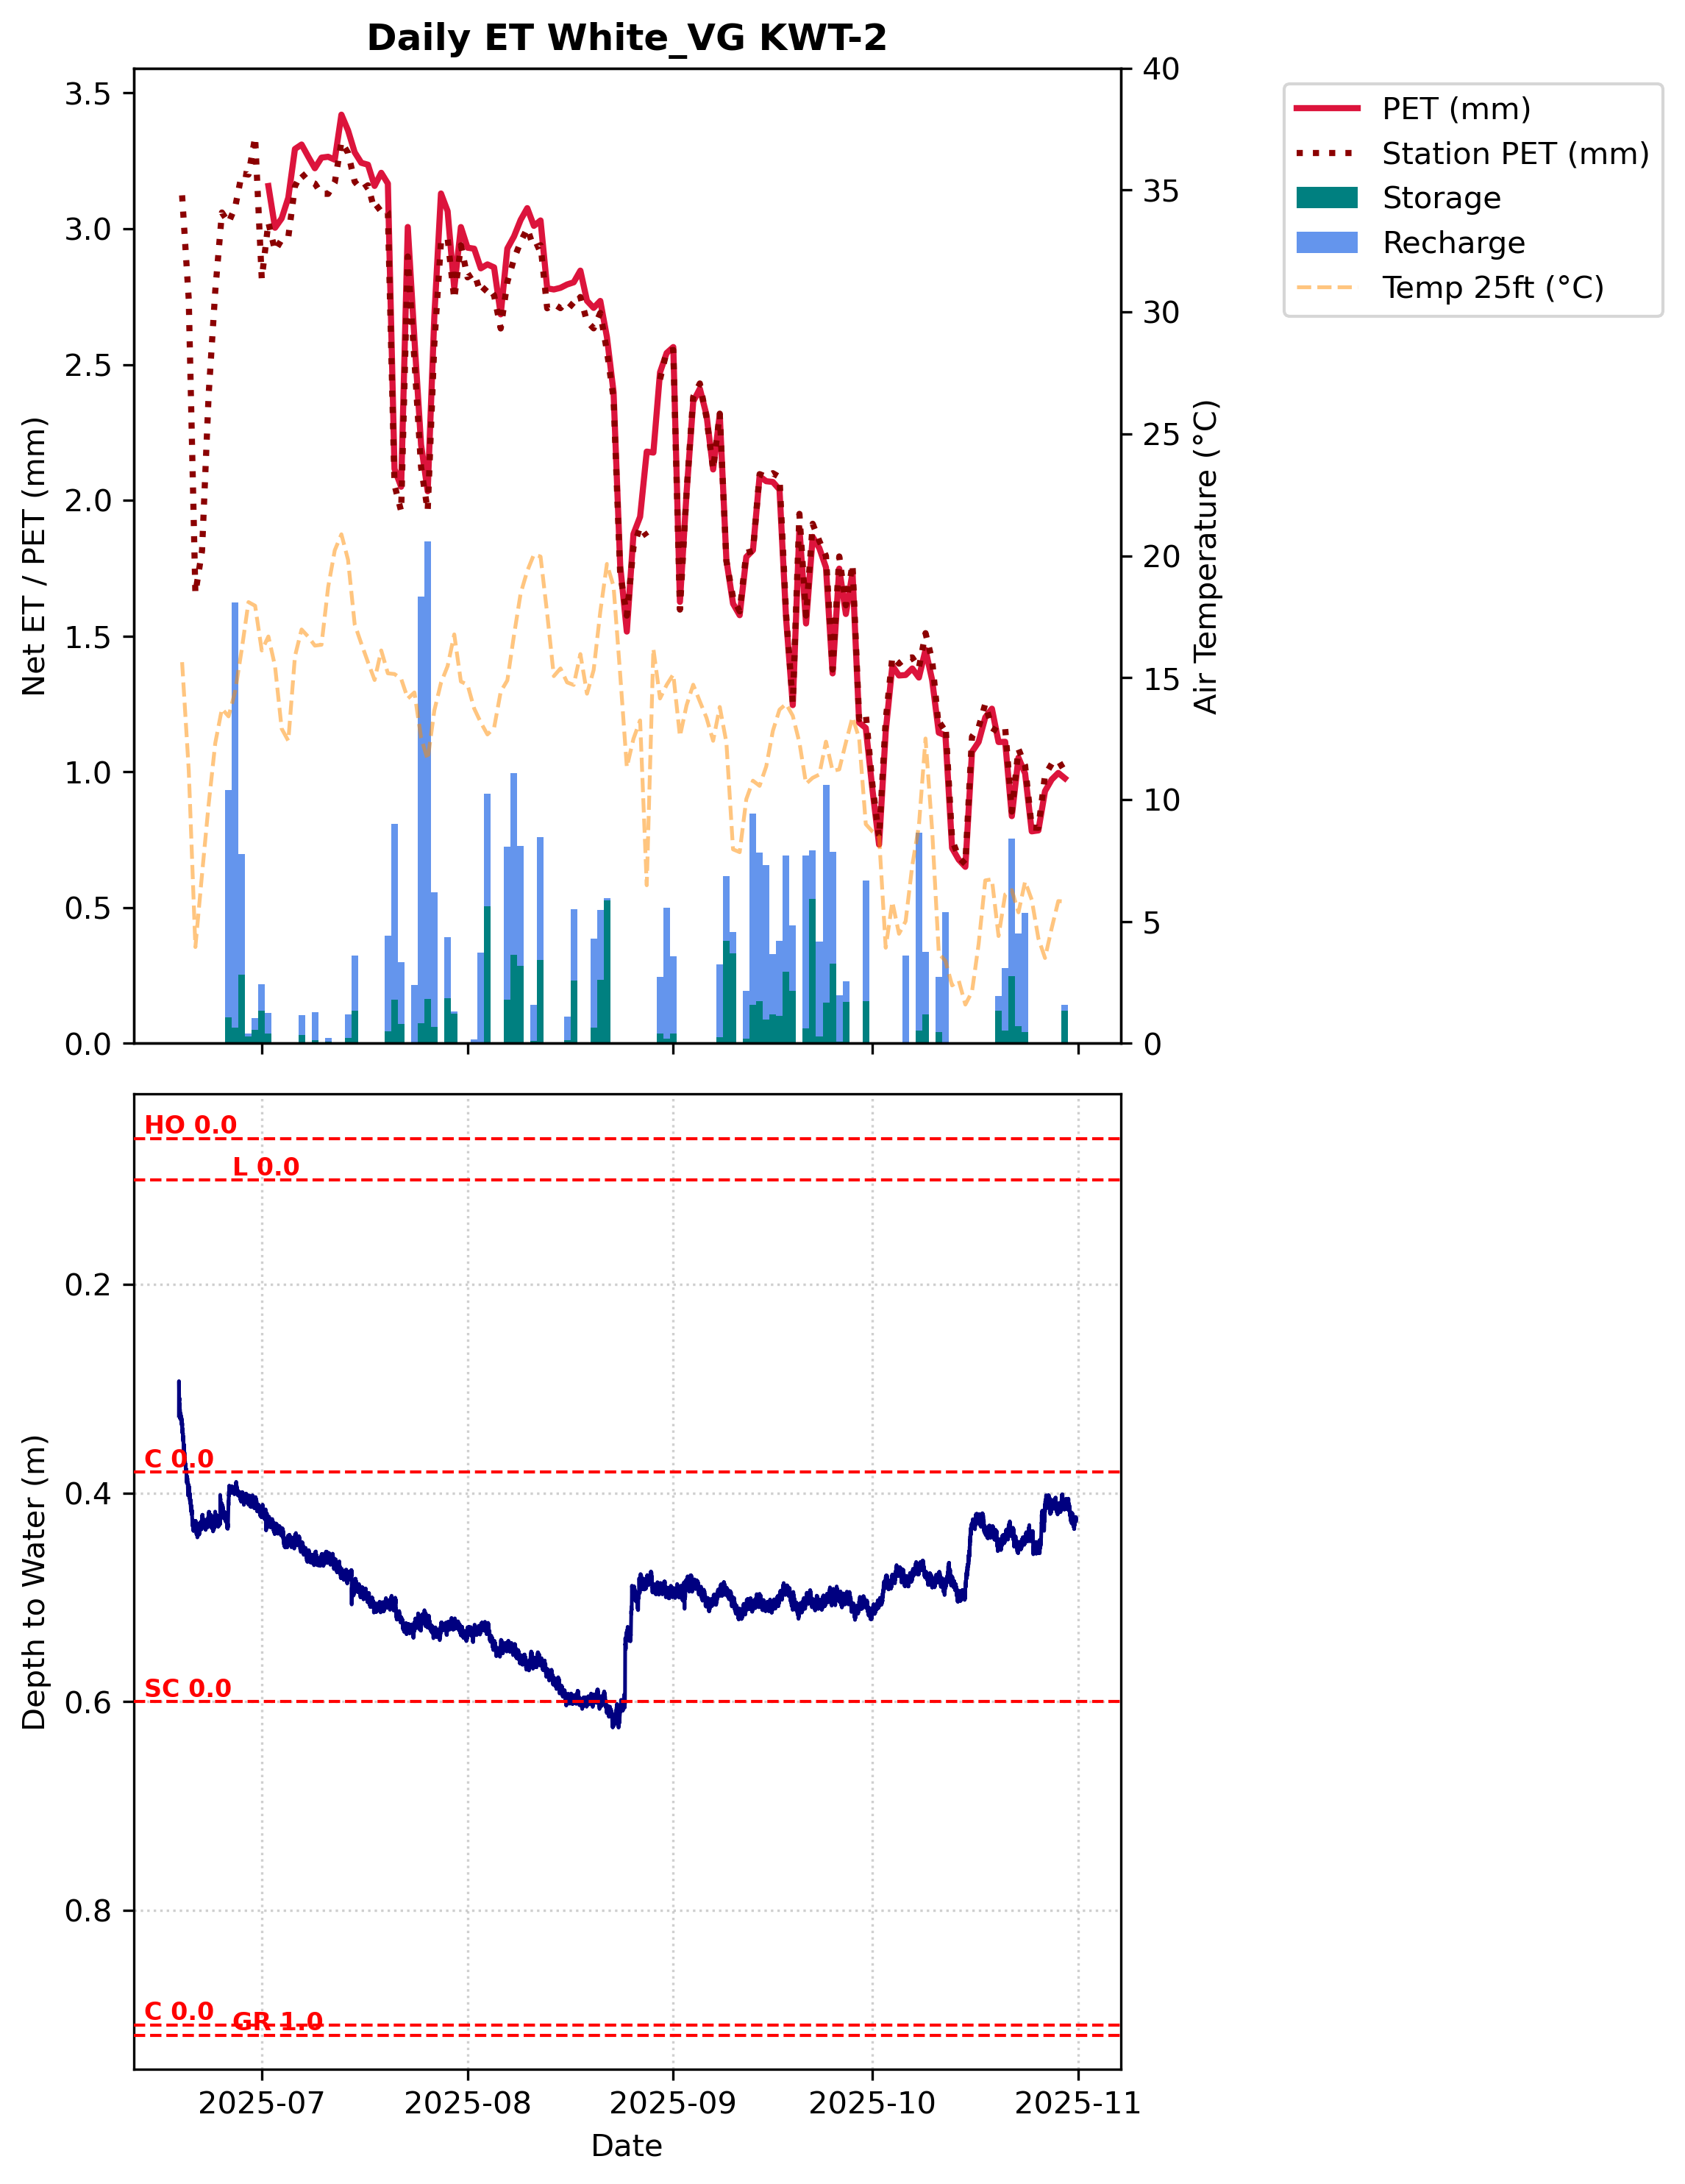 Daily ET White_VG KWT-2
Net ET / PET (mm)
3.5
3.0
2.5
2.0
1.5
1.0
0.5
0.0
40
35
30
25
20
15
10
5
0
Air Temperature (°C)
PET (mm)
Station PET (mm)
Storage
Recharge
Temp 25ft (°C)
Depth to Water (m)
0.2
0.4
0.6
0.8
HO 0.0
L 0.0
C 0.0
SC 0.0
C 0.0
GR 1.0
2025-07
2025-08
2025-09
2025-10
2025-11
Date